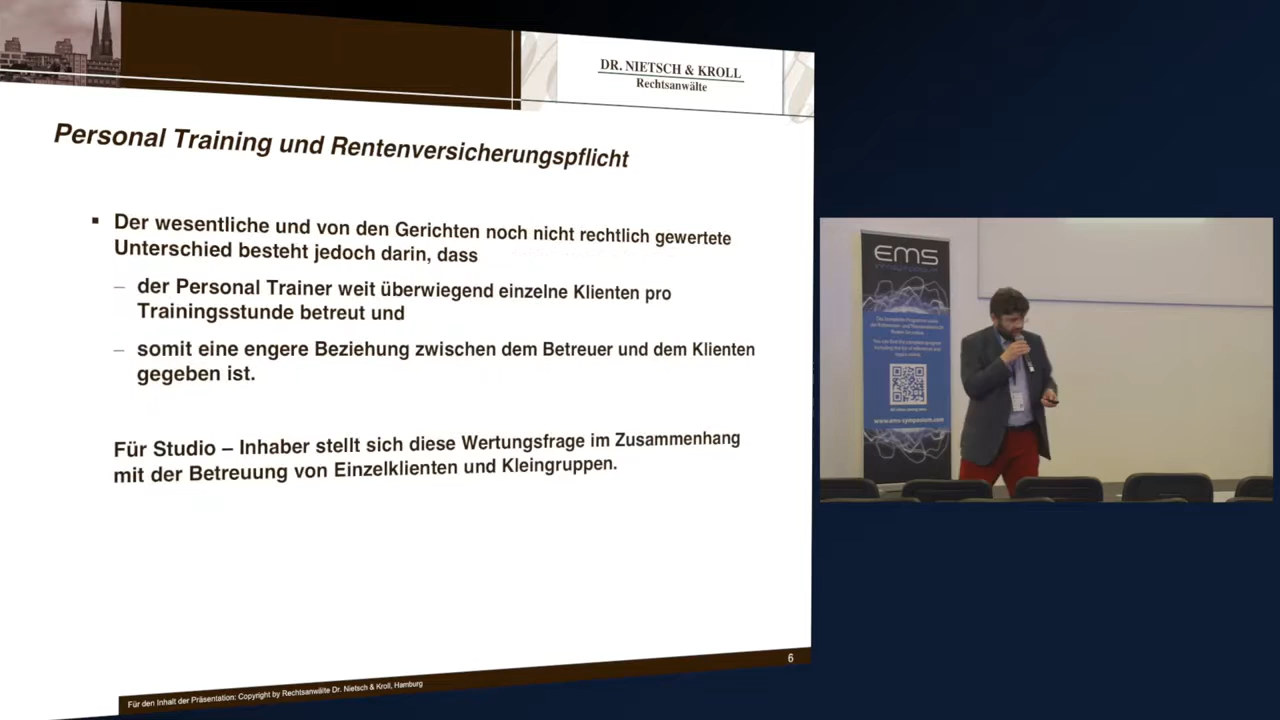 DR. NIETSCH & KROLL
Rechtsanwälte
Personal Training und Rentenversicherungspflicht
Der wesentliche und von den Gerichten noch nicht rechtlich gewertete
Unterschied besteht jedoch darin, dass
– der Personal Trainer weit überwiegend einzelne Klienten pro
Trainingsstunde betreut und
– somit eine engere Beziehung zwischen dem Betreuer und dem Klienten
gegeben ist.
Für Studio – Inhaber stellt sich diese Wertungsfrage im Zusammenhang
mit der Betreuung von Einzelklienten und Kleingruppen.
6
Für den Inhalt der Präsentation: Copyright by Rechtsanwälte Dr. Nietsch & Kroll, Hamburg
EMS
www.ems-symposium.com